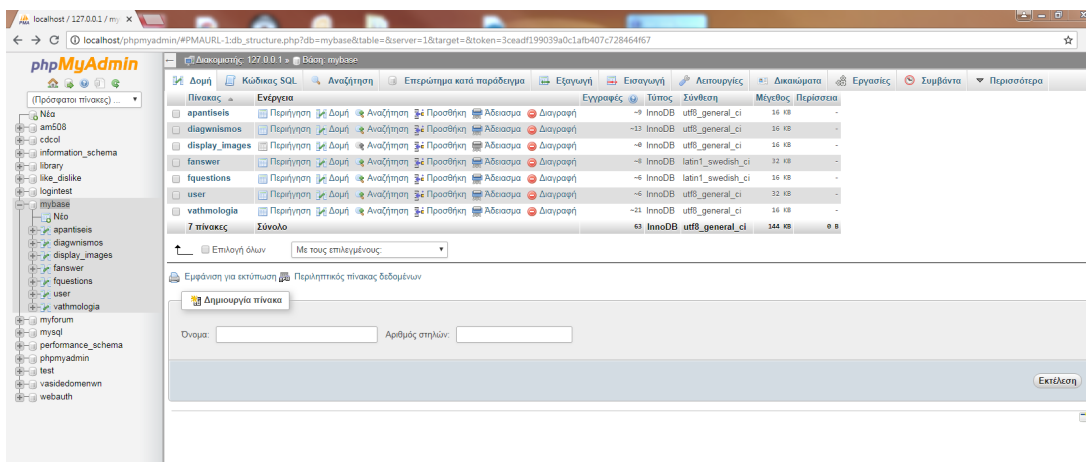 localhost / 127.0.0.1 / my
localhost/phpmyadmin/#PMAURL-1:db_structure.php?db=mybase&table=&server=1&target=&token=3ceadf199039a0c1afb407c728464f67
phpMyAdmin
(Πρόσφατοι πίνακες) ...
Νέα
am508
cdcol
information_schema
library
like_dislike
logintest
mybase
Νέο
apantiseis
diagwnismos
display_images
fanswer
fquestions
user
vathmologia
myforum
mysql
performance_schema
phpmyadmin
test
vasidedomenwn
webauth
Διακομιστής: 127.0.0.1 » Βάση: mybase
Δομή Κώδικας SQL Αναζήτηση Επερώτημα κατά παράδειγμα Εξαγωγή Εισαγωγή Λειτουργίες Δικαιώματα Εργασίες Συμβάντα Περισσότερα
Πίνακας Ενέργεια Εγγραφές Τύπος Σύνθεση Μέγεθος Περίσσεια
apantiseis Περιήγηση Δομή Αναζήτηση Προσθήκη Άδειασμα Διαγραφή ~9 InnoDB utf8_general_ci 16 KB -
diagwnismos Περιήγηση Δομή Αναζήτηση Προσθήκη Άδειασμα Διαγραφή ~13 InnoDB utf8_general_ci 16 KB -
display_images Περιήγηση Δομή Αναζήτηση Προσθήκη Άδειασμα Διαγραφή ~0 InnoDB utf8_general_ci 16 KB -
fanswer Περιήγηση Δομή Αναζήτηση Προσθήκη Άδειασμα Διαγραφή ~8 InnoDB latin1_swedish_ci 32 KB -
fquestions Περιήγηση Δομή Αναζήτηση Προσθήκη Άδειασμα Διαγραφή ~6 InnoDB latin1_swedish_ci 16 KB -
user Περιήγηση Δομή Αναζήτηση Προσθήκη Άδειασμα Διαγραφή ~6 InnoDB utf8_general_ci 32 KB -
vathmologia Περιήγηση Δομή Αναζήτηση Προσθήκη Άδειασμα Διαγραφή ~21 InnoDB utf8_general_ci 16 KB -
7 πίνακες Σύνολο 63 InnoDB utf8_general_ci 144 KB 0 B
Επιλογή όλων Με τους επιλεγμένους:
Εμφάνιση για εκτύπωση Περιληπτικός πίνακας δεδομένων
Δημιουργία πίνακα
Όνομα: Αριθμός στηλών:
Εκτέλεση